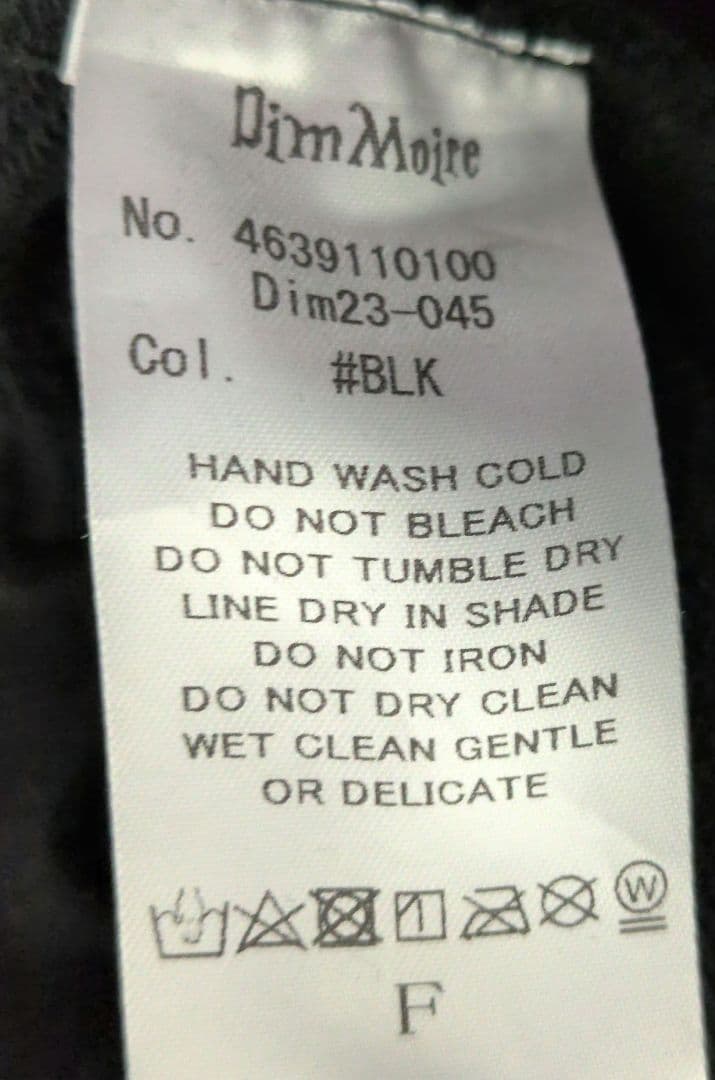 Dim Moire
No. 4639110100
Dim23-045
Col. #BLK
HAND WASH COLD
DO NOT BLEACH
DO NOT TUMBLE DRY
LINE DRY IN SHADE
DO NOT IRON
DO NOT DRY CLEAN
WET CLEAN GENTLE
OR DELICATE
W
F